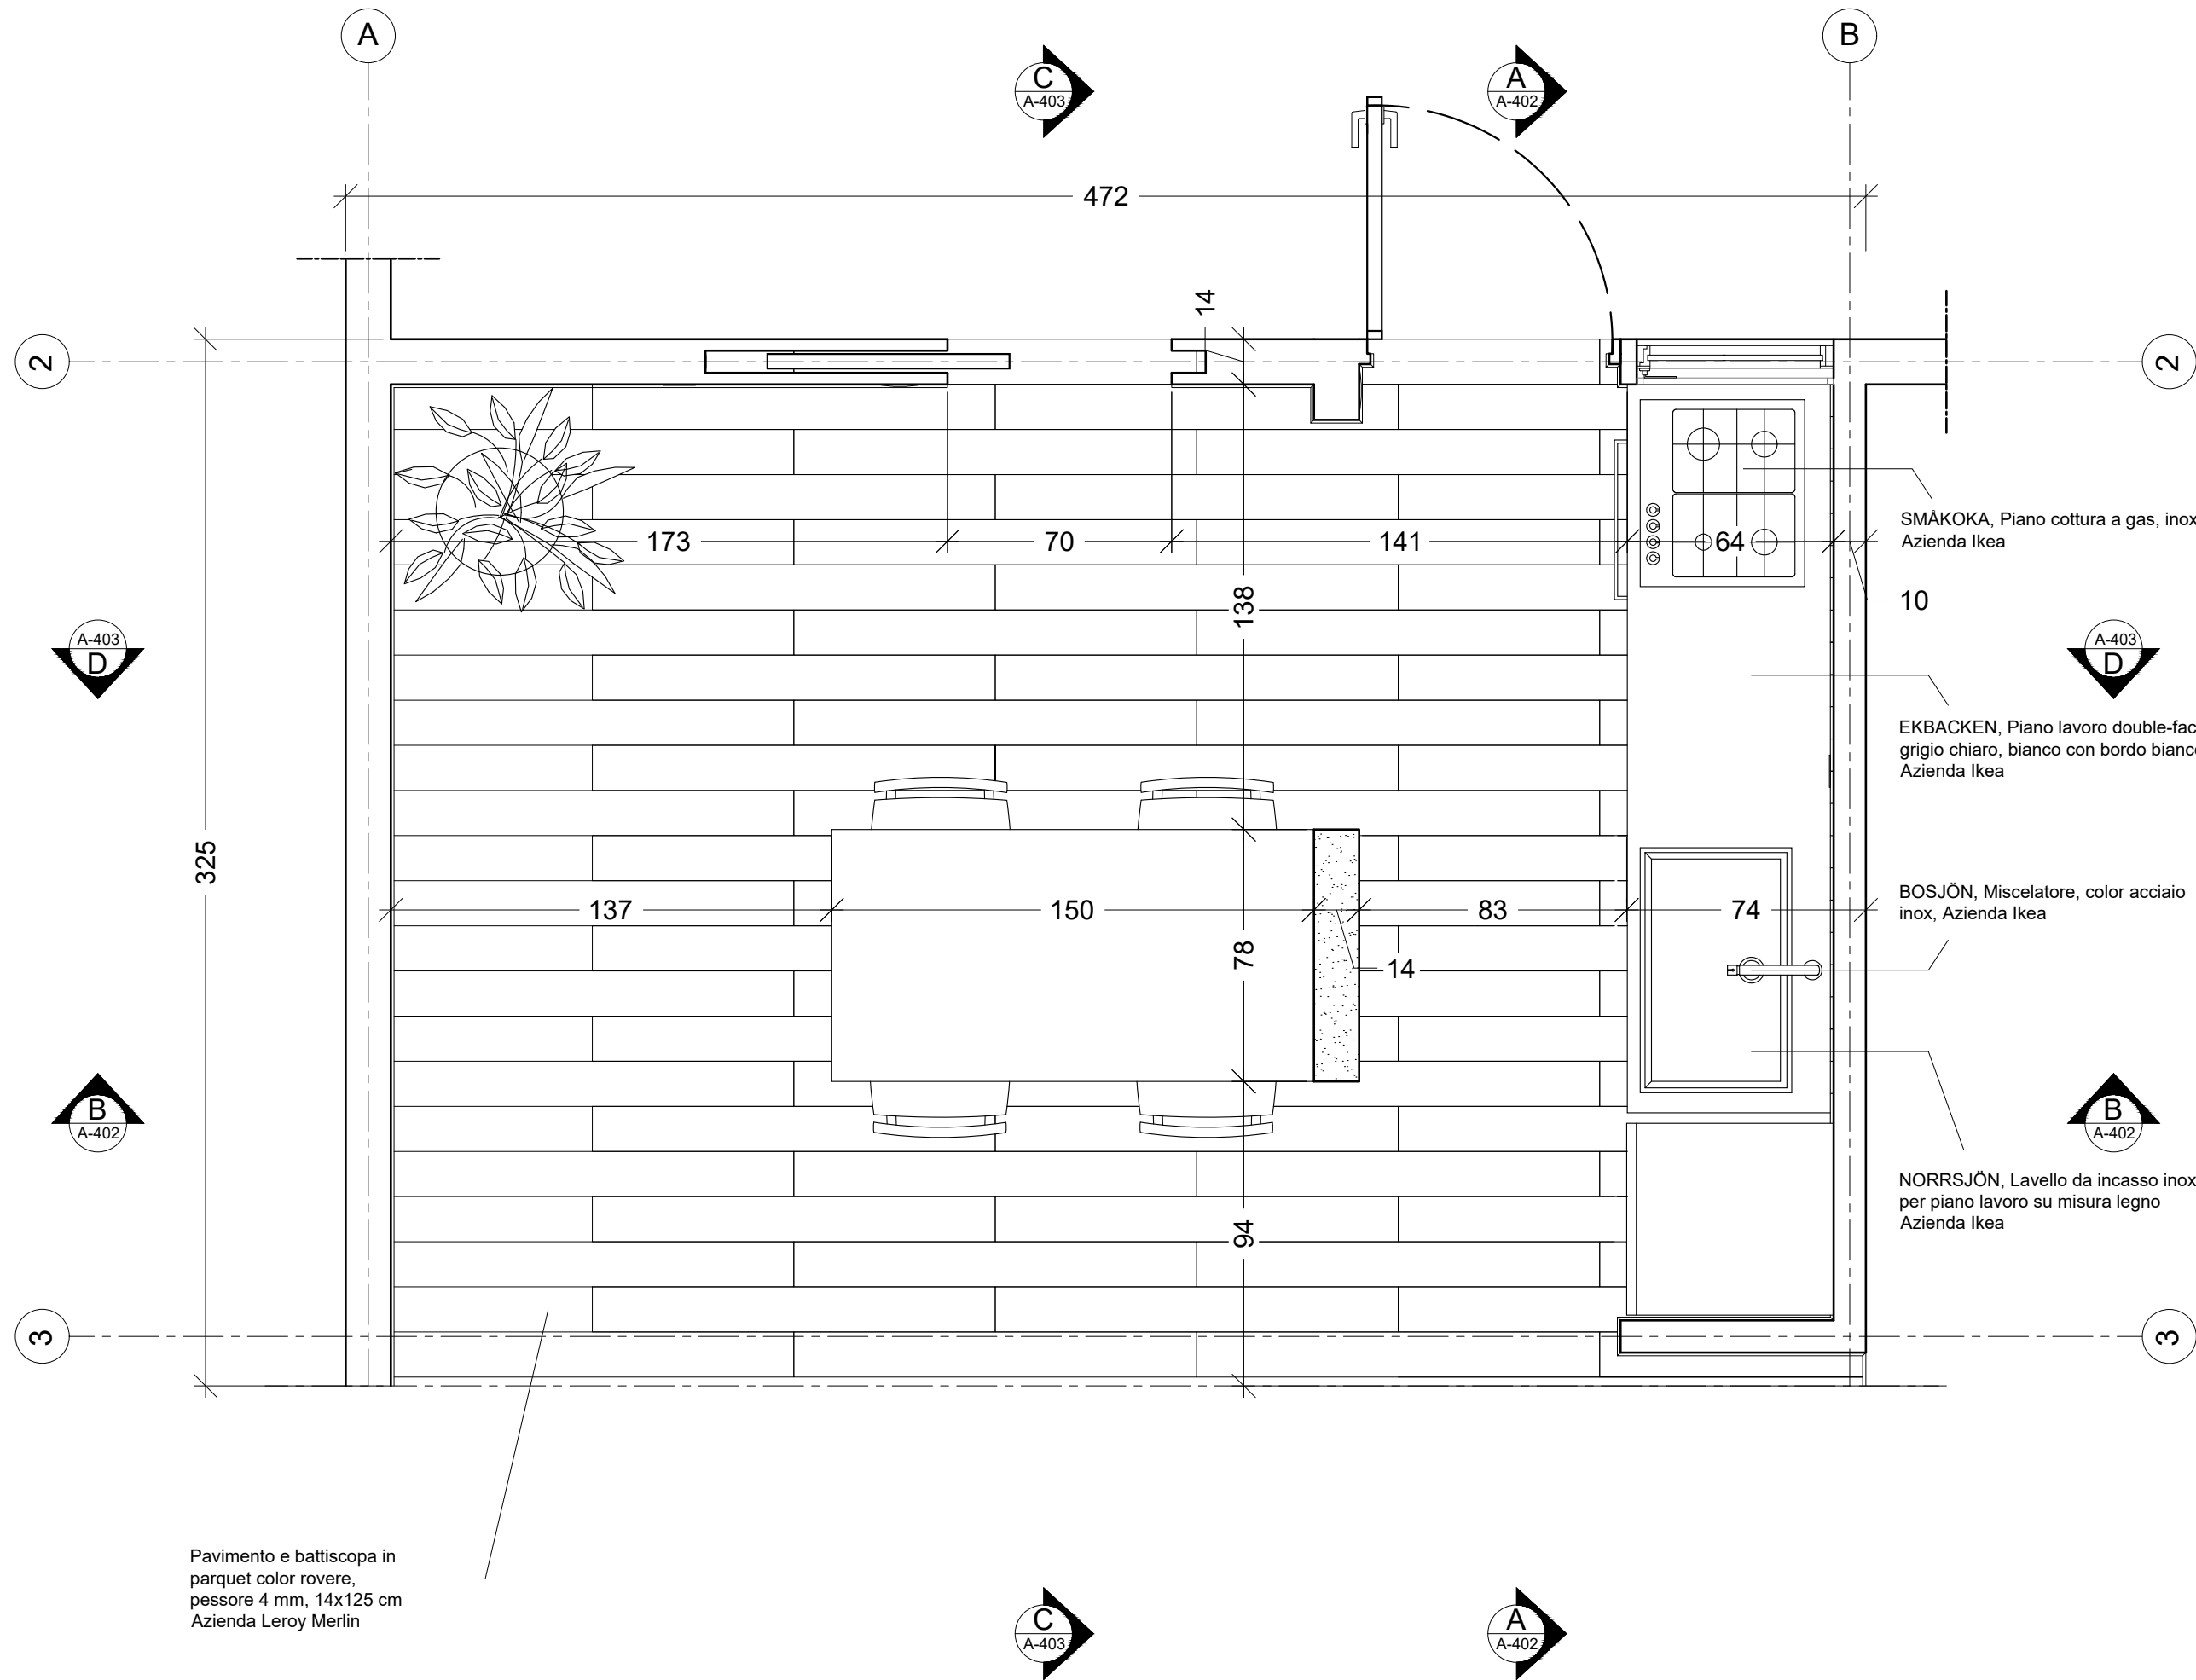 A
B
C
A-403
A
A-402
472
14
2
2
SMÅKOKA, Piano cottura a gas, inox
Azienda Ikea
173
70
141
64
10
138
A-403
D
A-403
D
EKBACKEN, Piano lavoro double-fac
grigio chiaro, bianco con bordo bianc
Azienda Ikea
325
BOSJÖN, Miscelatore, color acciaio
inox, Azienda Ikea
137
150
83
74
78
14
B
A-402
B
A-402
NORRSJÖN, Lavello da incasso inox
per piano lavoro su misura legno
Azienda Ikea
94
3
3
Pavimento e battiscopa in
parquet color rovere,
pessore 4 mm, 14x125 cm
Azienda Leroy Merlin
C
A-403
A
A-402